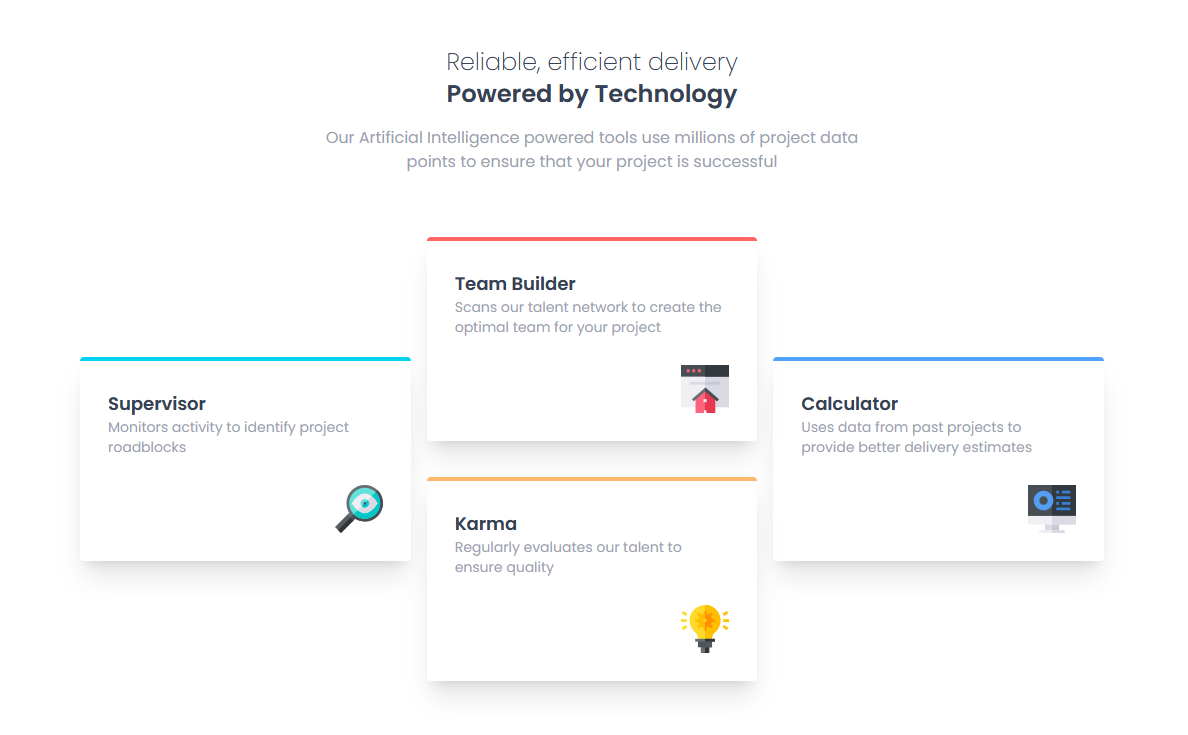 Reliable, efficient delivery
Powered by Technology
Our Artificial Intelligence powered tools use millions of project data
points to ensure that your project is successful
Supervisor
Monitors activity to identify project
roadblocks
Team Builder
Scans our talent network to create the
optimal team for your project
Karma
Regularly evaluates our talent to
ensure quality
Calculator
Uses data from past projects to
provide better delivery estimates